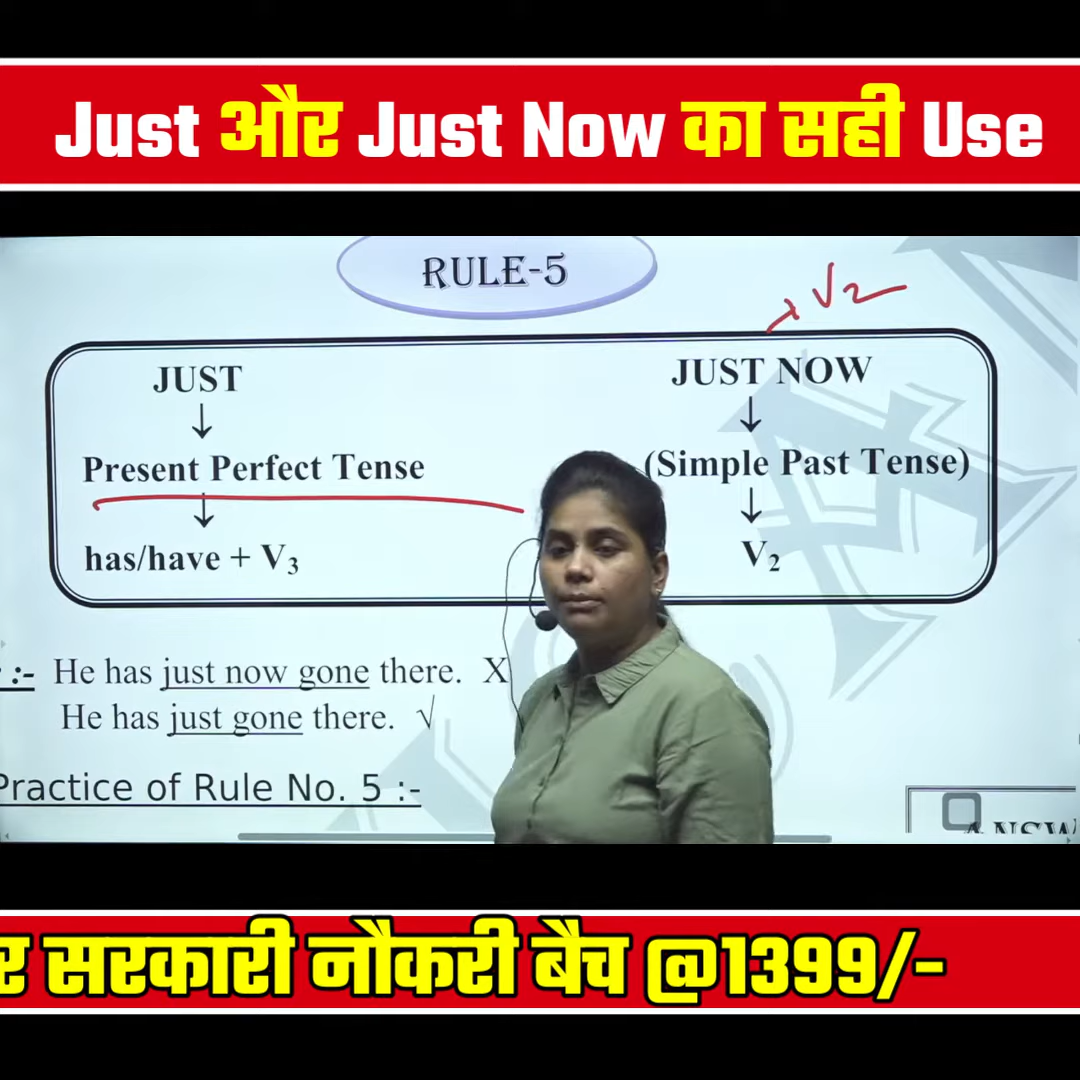 Just और Just Now का सही Use
RULE-5
V2
JUST JUST NOW
↓ ↓
Present Perfect Tense (Simple Past Tense)
↓ ↓
has/have + V₃ V₂
:- He has just now gone there. X
He has just gone there. √
Practice of Rule No. 5 :-
सरकारी नौकरी बैच @1399/-